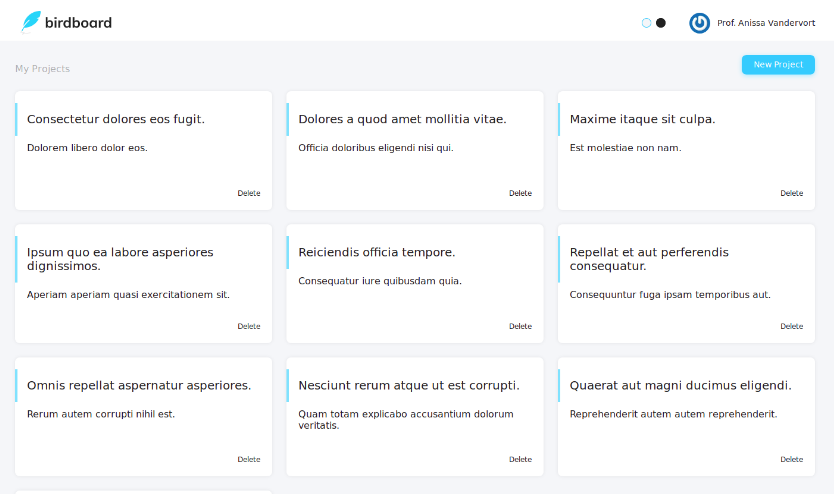 birdboard
Prof. Anissa Vandervort
My Projects
New Project
Consectetur dolores eos fugit.
Dolorem libero dolor eos.
Delete
Dolores a quod amet mollitia vitae.
Officia doloribus eligendi nisi qui.
Delete
Maxime itaque sit culpa.
Est molestiae non nam.
Delete
Ipsum quo ea labore asperiores
dignissimos.
Aperiam aperiam quasi exercitationem sit.
Delete
Reiciendis officia tempore.
Consequatur iure quibusdam quia.
Delete
Repellat et aut perferendis
consequatur.
Consequuntur fuga ipsam temporibus aut.
Delete
Omnis repellat aspernatur asperiores.
Rerum autem corrupti nihil est.
Delete
Nesciunt rerum atque ut est corrupti.
Quam totam explicabo accusantium dolorum
veritatis.
Delete
Quaerat aut magni ducimus eligendi.
Reprehenderit autem autem reprehenderit.
Delete